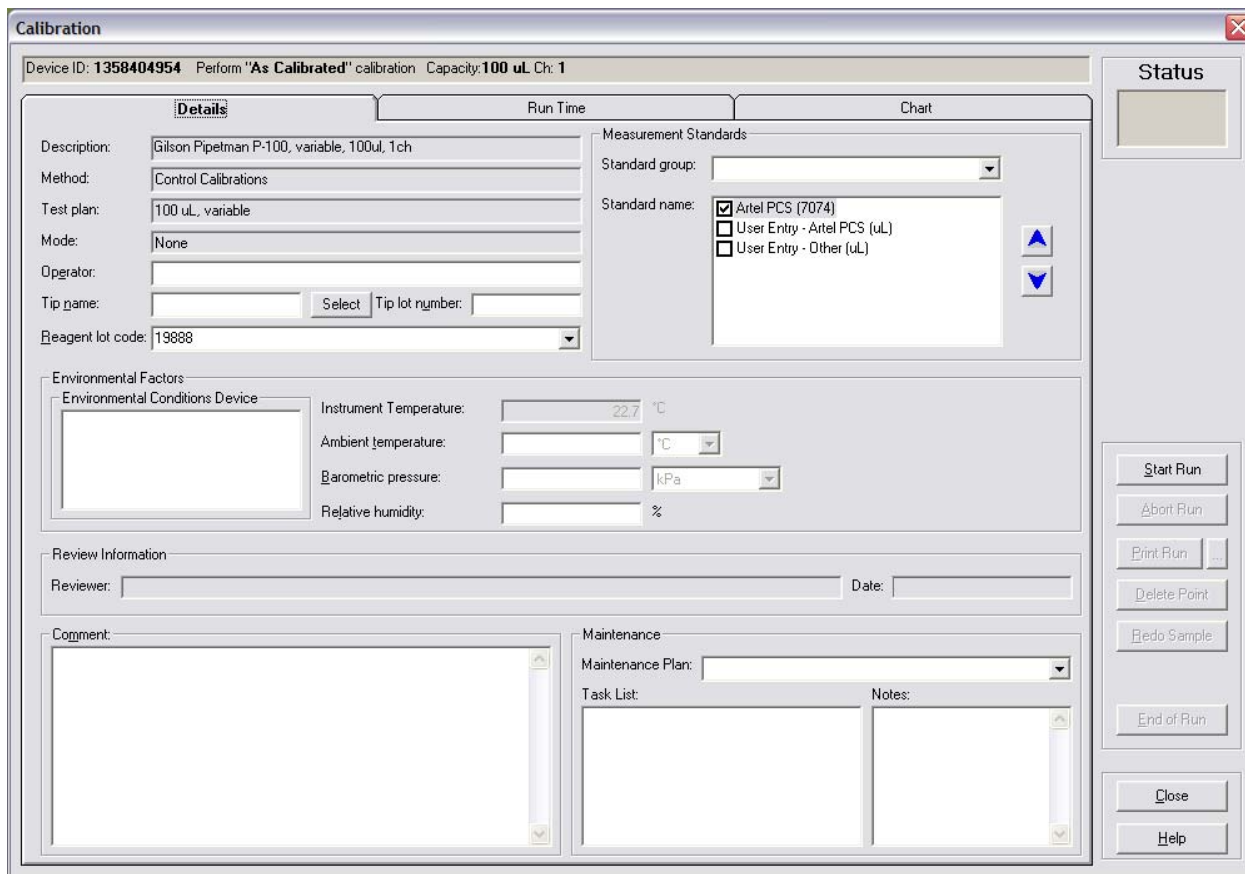 Calibration
Device ID: 1358404954 Perform "As Calibrated" calibration Capacity:100 uL Ch: 1
Status
Details
Run Time
Chart
Description:
Gilson Pipetman P-100, variable, 100ul, 1ch
Method:
Control Calibrations
Test plan:
100 uL, variable
Mode:
None
Operator:
Tip name:
Select
Tip lot number:
Reagent lot code:
19888
Measurement Standards
Standard group:
Standard name:
Artel PCS (7074)
User Entry - Artel PCS (uL)
User Entry - Other (uL)
Environmental Factors
Environmental Conditions Device
Instrument Temperature:
22.7 °C
Ambient temperature:
°C
Barometric pressure:
kPa
Relative humidity:
%
Review Information
Reviewer:
Date:
Comment:
Maintenance
Maintenance Plan:
Task List:
Notes:
Start Run
Abort Run
Print Run
...
Delete Point
Redo Sample
End of Run
Close
Help